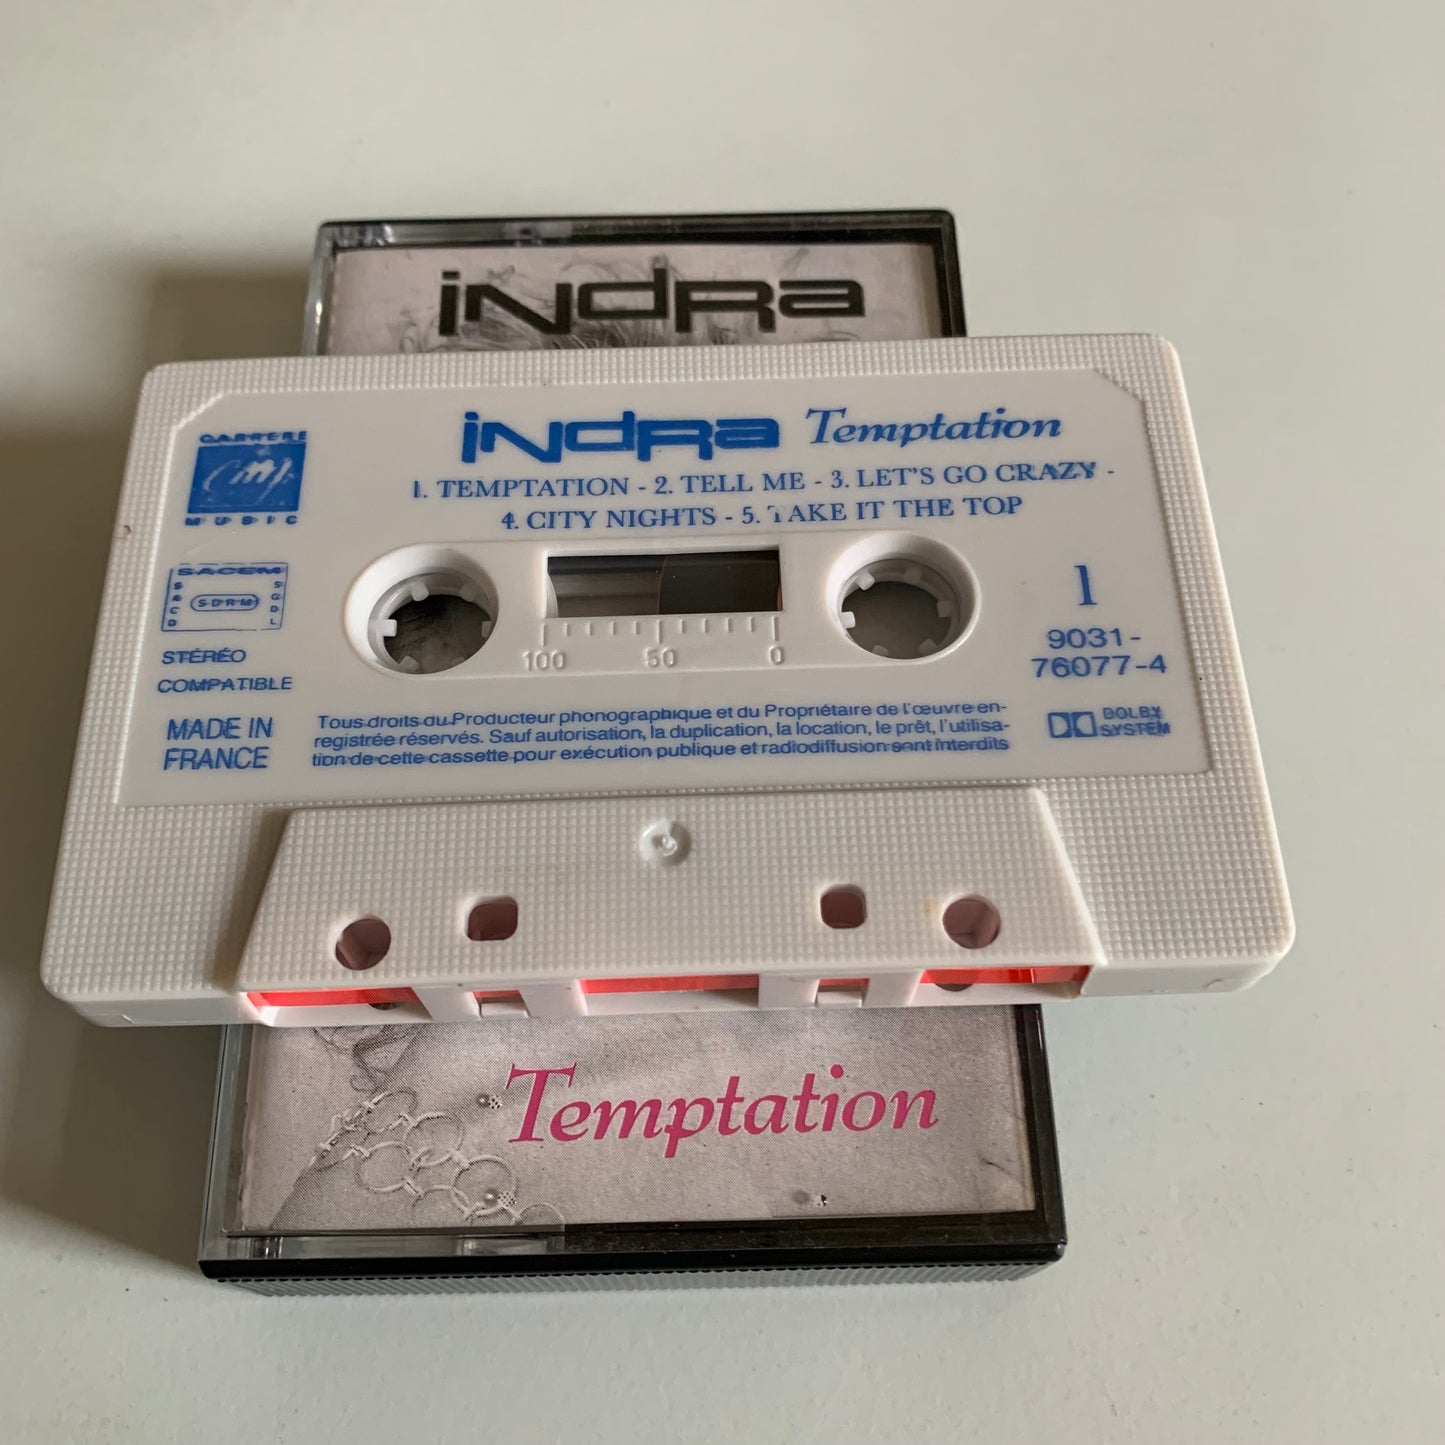 iNdRa
iNdRa Temptation
1. TEMPTATION - 2. TELL ME - 3. LET'S GO CRAZY -
4. CITY NIGHTS - 5. TAKE IT THE TOP
CARRERE
MUSIC
SACEM
SACD
SDRM
SGDL
STÉRÉO
COMPATIBLE
MADE IN
FRANCE
100 50 0
1
9031-
76077-4
Tous droits du Producteur phonographique et du Propriétaire de l'œuvre en-
registrée réservés. Sauf autorisation, la duplication, la location, le prêt, l'utilisa-
tion de cette cassette pour exécution publique et radiodiffusion sont interdits
DOLBY
SYSTEM
Temptation